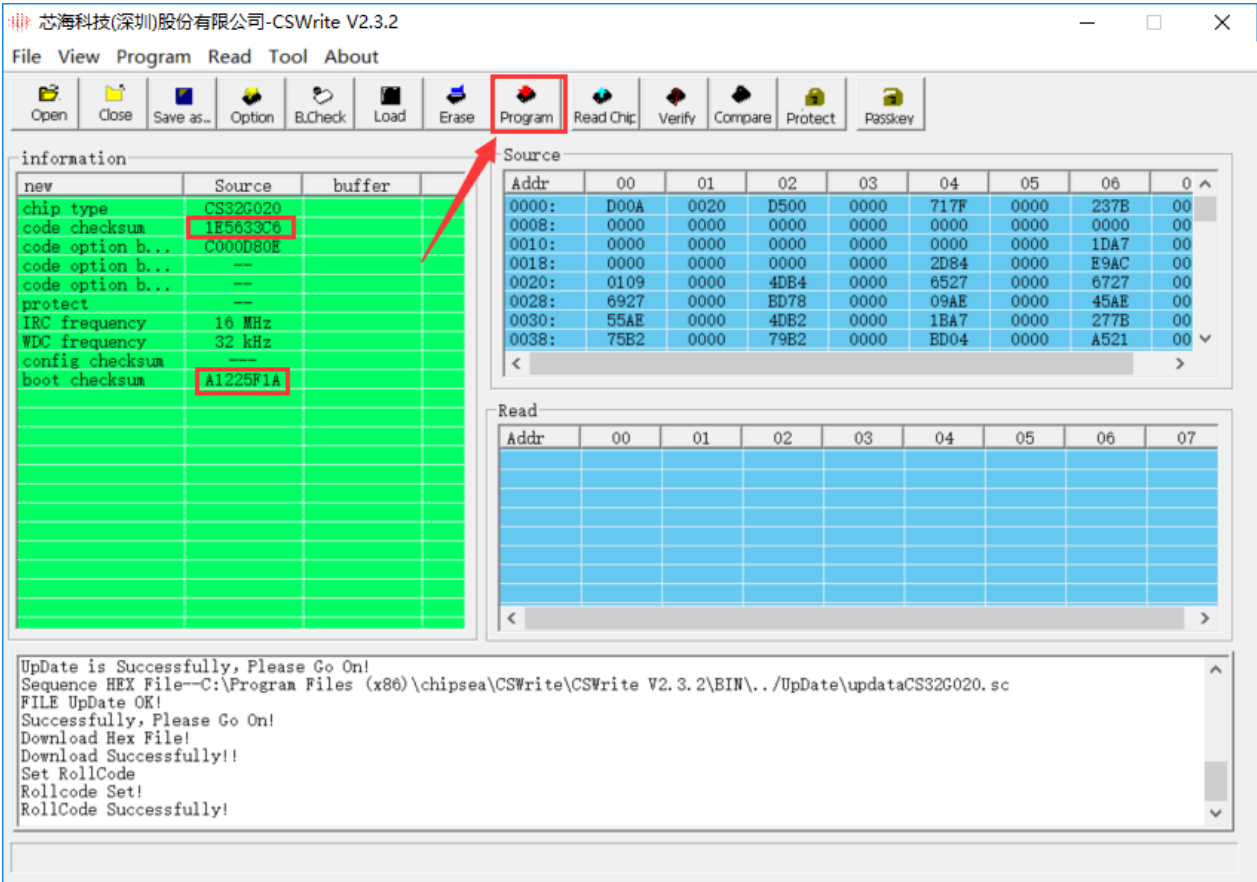 芯海科技(深圳)股份有限公司-CSWrite V2.3.2
File View Program Read Tool About
Open Close Save as... Option B.Check Load Erase Program Read Chip Verify Compare Protect Passkey
information
new Source buffer
chip type CS32G020
code checksum 1E5633C6
code option b... C000D80E
code option b... --
code option b... --
protect --
IRC frequency 16 MHz
WDC frequency 32 kHz
config checksum ---
boot checksum A1225F1A
Source
Addr 00 01 02 03 04 05 06 0
0000: D00A 0020 D500 0000 717F 0000 237B 00
0008: 0000 0000 0000 0000 0000 0000 0000 00
0010: 0000 0000 0000 0000 0000 0000 1DA7 00
0018: 0000 0000 0000 0000 2D84 0000 E9AC 00
0020: 0109 0000 4DB4 0000 6527 0000 6727 00
0028: 6927 0000 BD78 0000 09AE 0000 45AE 00
0030: 55AE 0000 4DB2 0000 1BA7 0000 277B 00
0038: 75B2 0000 79B2 0000 BD04 0000 A521 00
Read
Addr 00 01 02 03 04 05 06 07
UpDate is Successfully, Please Go On!
Sequence HEX File--C:\Program Files (x86)\chipsea\CSWrite\CSWrite V2.3.2\BIN\../UpDate\updataCS32G020.sc
FILE UpDate OK!
Successfully, Please Go On!
Download Hex File!
Download Successfully!!
Set RollCode
Rollcode Set!
RollCode Successfully!